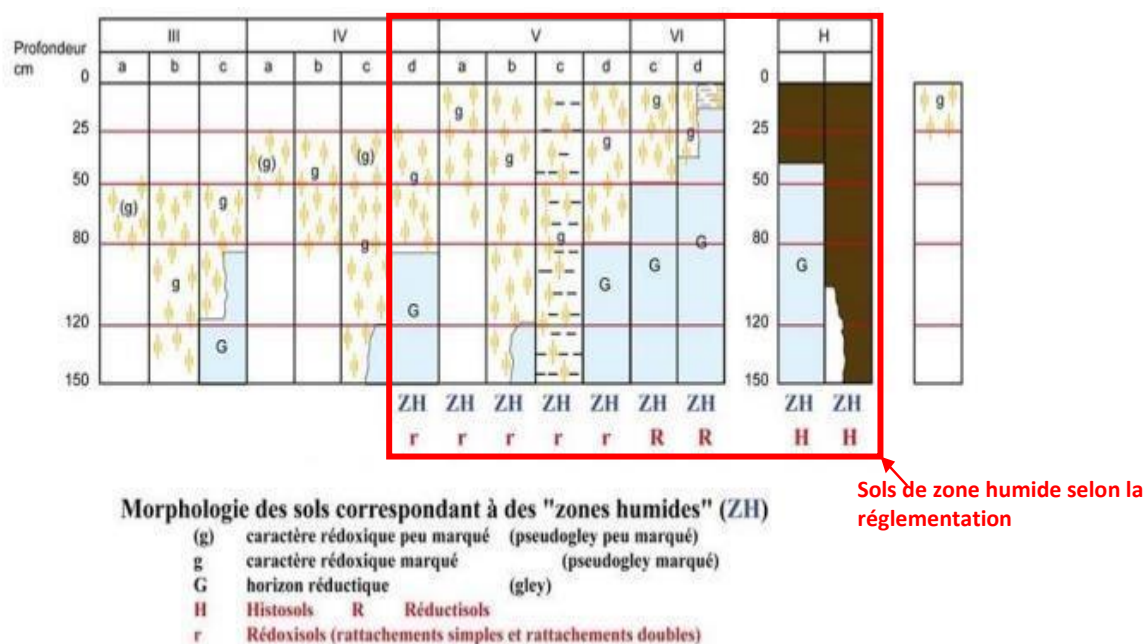 III IV V VI H
Profondeur
cm
a b c a b c d a b c d c d
0 0
25 25
50 50
80 80
120 120
150 150
(g) g g G (g) g (g) g g G g g g g G g G g G G g
ZH ZH ZH ZH ZH ZH ZH ZH ZH
r r r r r R R H H
Sols de zone humide selon la
réglementation
Morphologie des sols correspondant à des "zones humides" (ZH)
(g) caractère rédoxique peu marqué (pseudogley peu marqué)
g caractère rédoxique marqué (pseudogley marqué)
G horizon réductique (gley)
H Histosols R Réductisols
r Rédoxisols (rattachements simples et rattachements doubles)